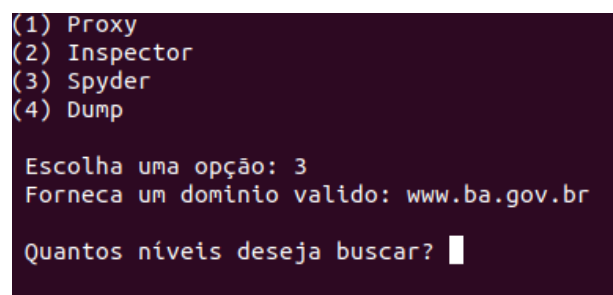 (1) Proxy
(2) Inspector
(3) Spyder
(4) Dump
Escolha uma opção: 3
Forneca um dominio valido: www.ba.gov.br
Quantos níveis deseja buscar?